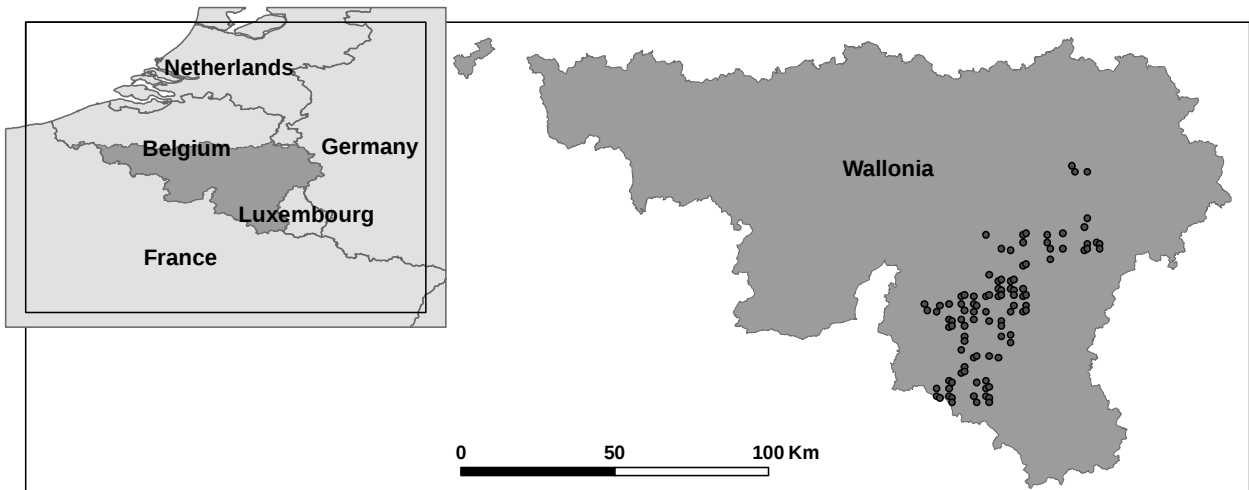 Netherlands
Belgium
Germany
Luxembourg
France
Wallonia
0 50 100 Km